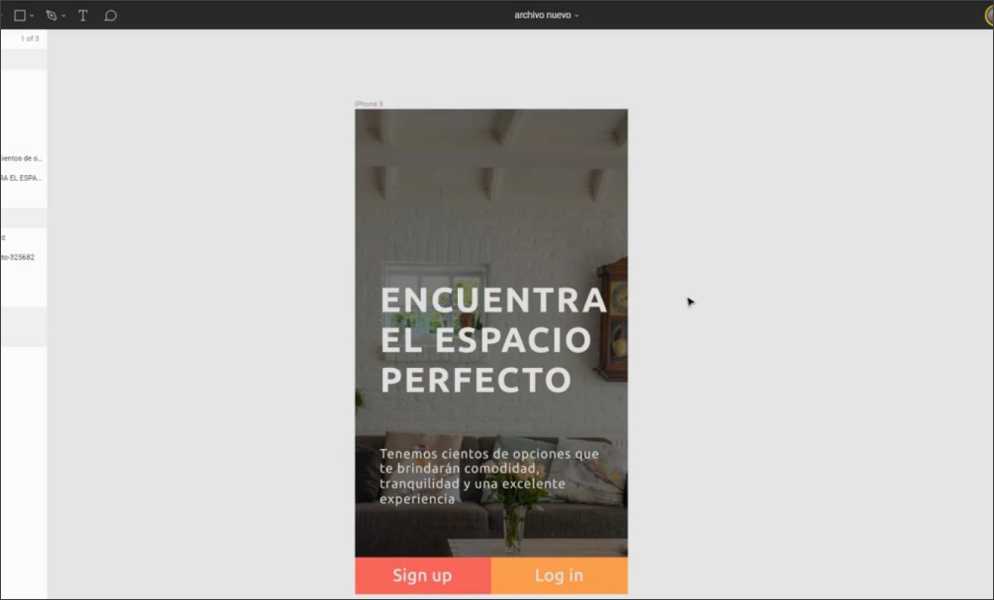 T
archivo nuevo
1 of 3
iPhone 8
ientos de o...
RA EL ESPA...
to-325682
ENCUENTRA
EL ESPACIO
PERFECTO
Tenemos cientos de opciones que
te brindarán comodidad,
tranquilidad y una excelente
experiencia
Sign up
Log in